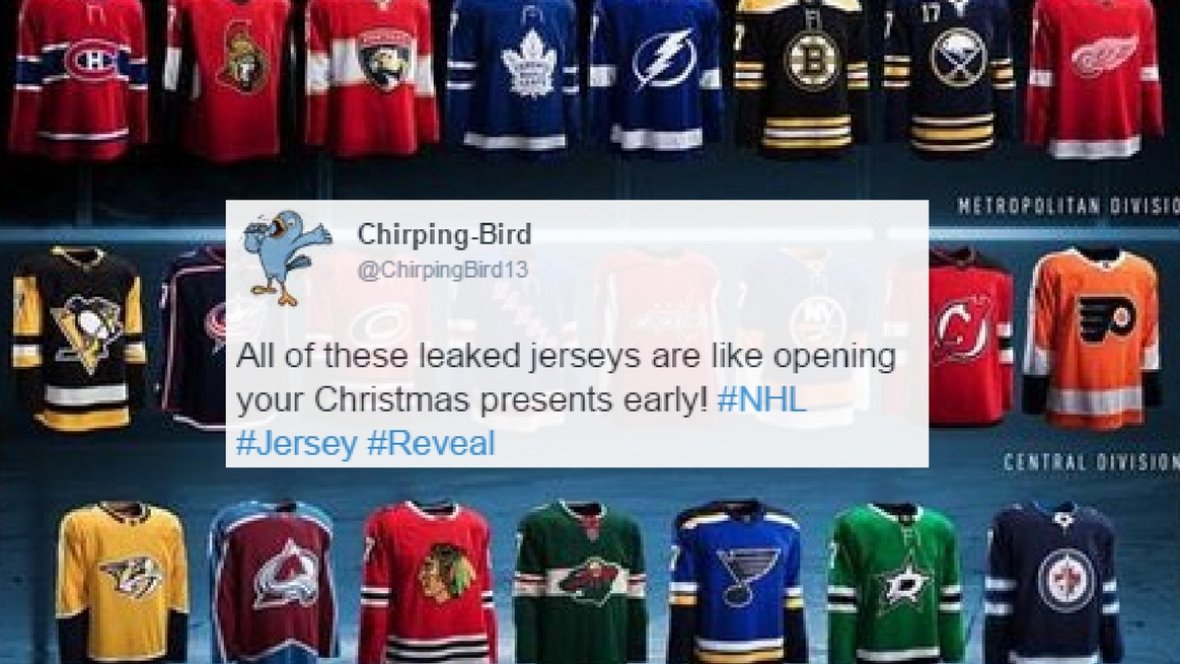 17
METROPOLITAN DIVISIO
Chirping-Bird
@ChirpingBird13
All of these leaked jerseys are like opening
your Christmas presents early! #NHL
#Jersey #Reveal
CENTRAL DIVISION